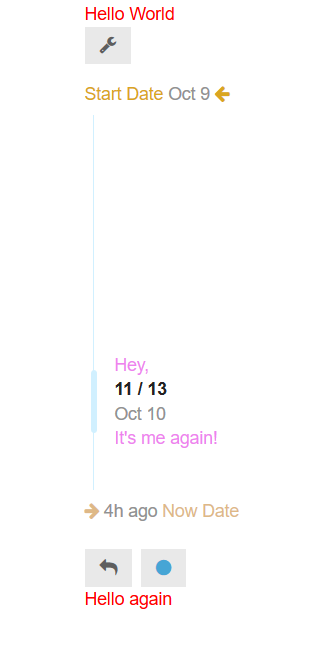 Hello World
Start Date Oct 9
Hey,
11 / 13
Oct 10
It's me again!
4h ago Now Date
Hello again